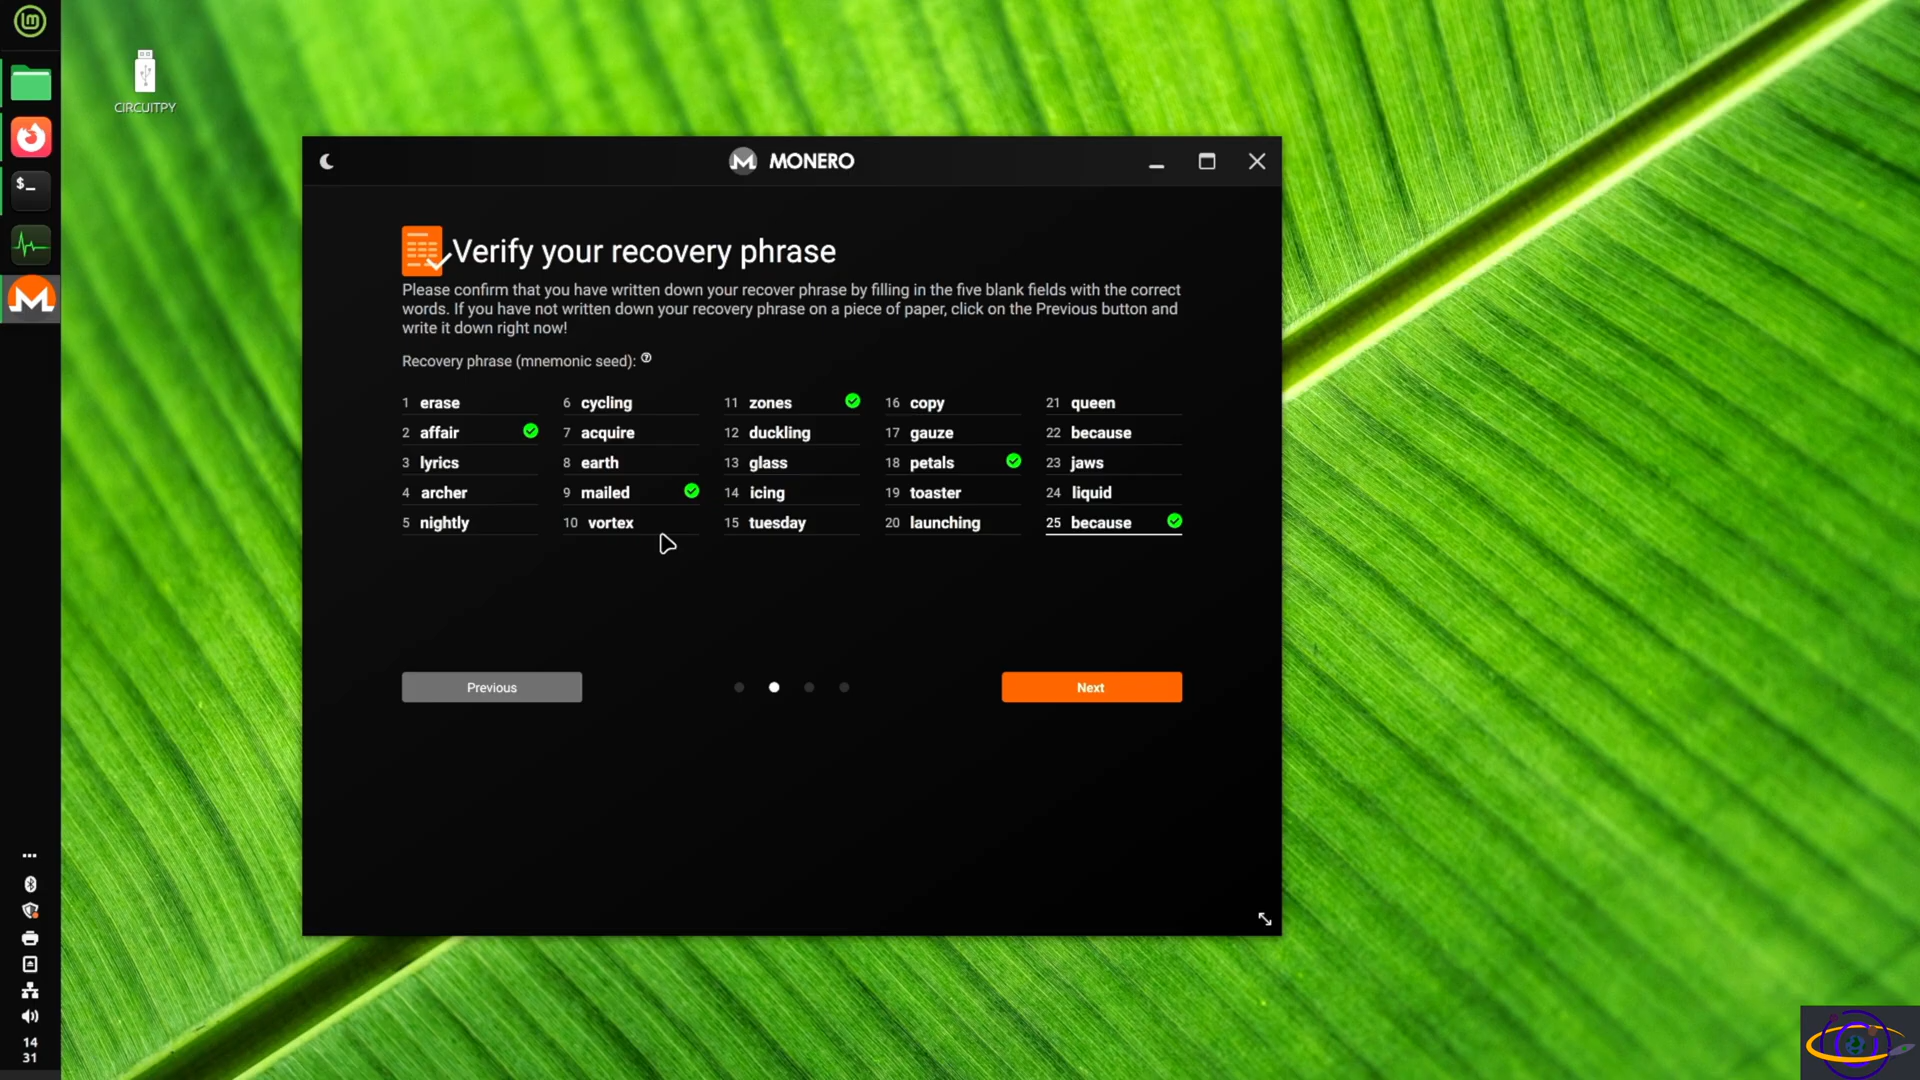 CIRCUITPY
MONERO
Verify your recovery phrase
Please confirm that you have written down your recover phrase by filling in the five blank fields with the correct
words. If you have not written down your recovery phrase on a piece of paper, click on the Previous button and
write it down right now!
Recovery phrase (mnemonic seed):
1 erase 6 cycling 11 zones 16 copy 21 queen
2 affair 7 acquire 12 duckling 17 gauze 22 because
3 lyrics 8 earth 13 glass 18 petals 23 jaws
4 archer 9 mailed 14 icing 19 toaster 24 liquid
5 nightly 10 vortex 15 tuesday 20 launching 25 because
Previous
Next
14
31